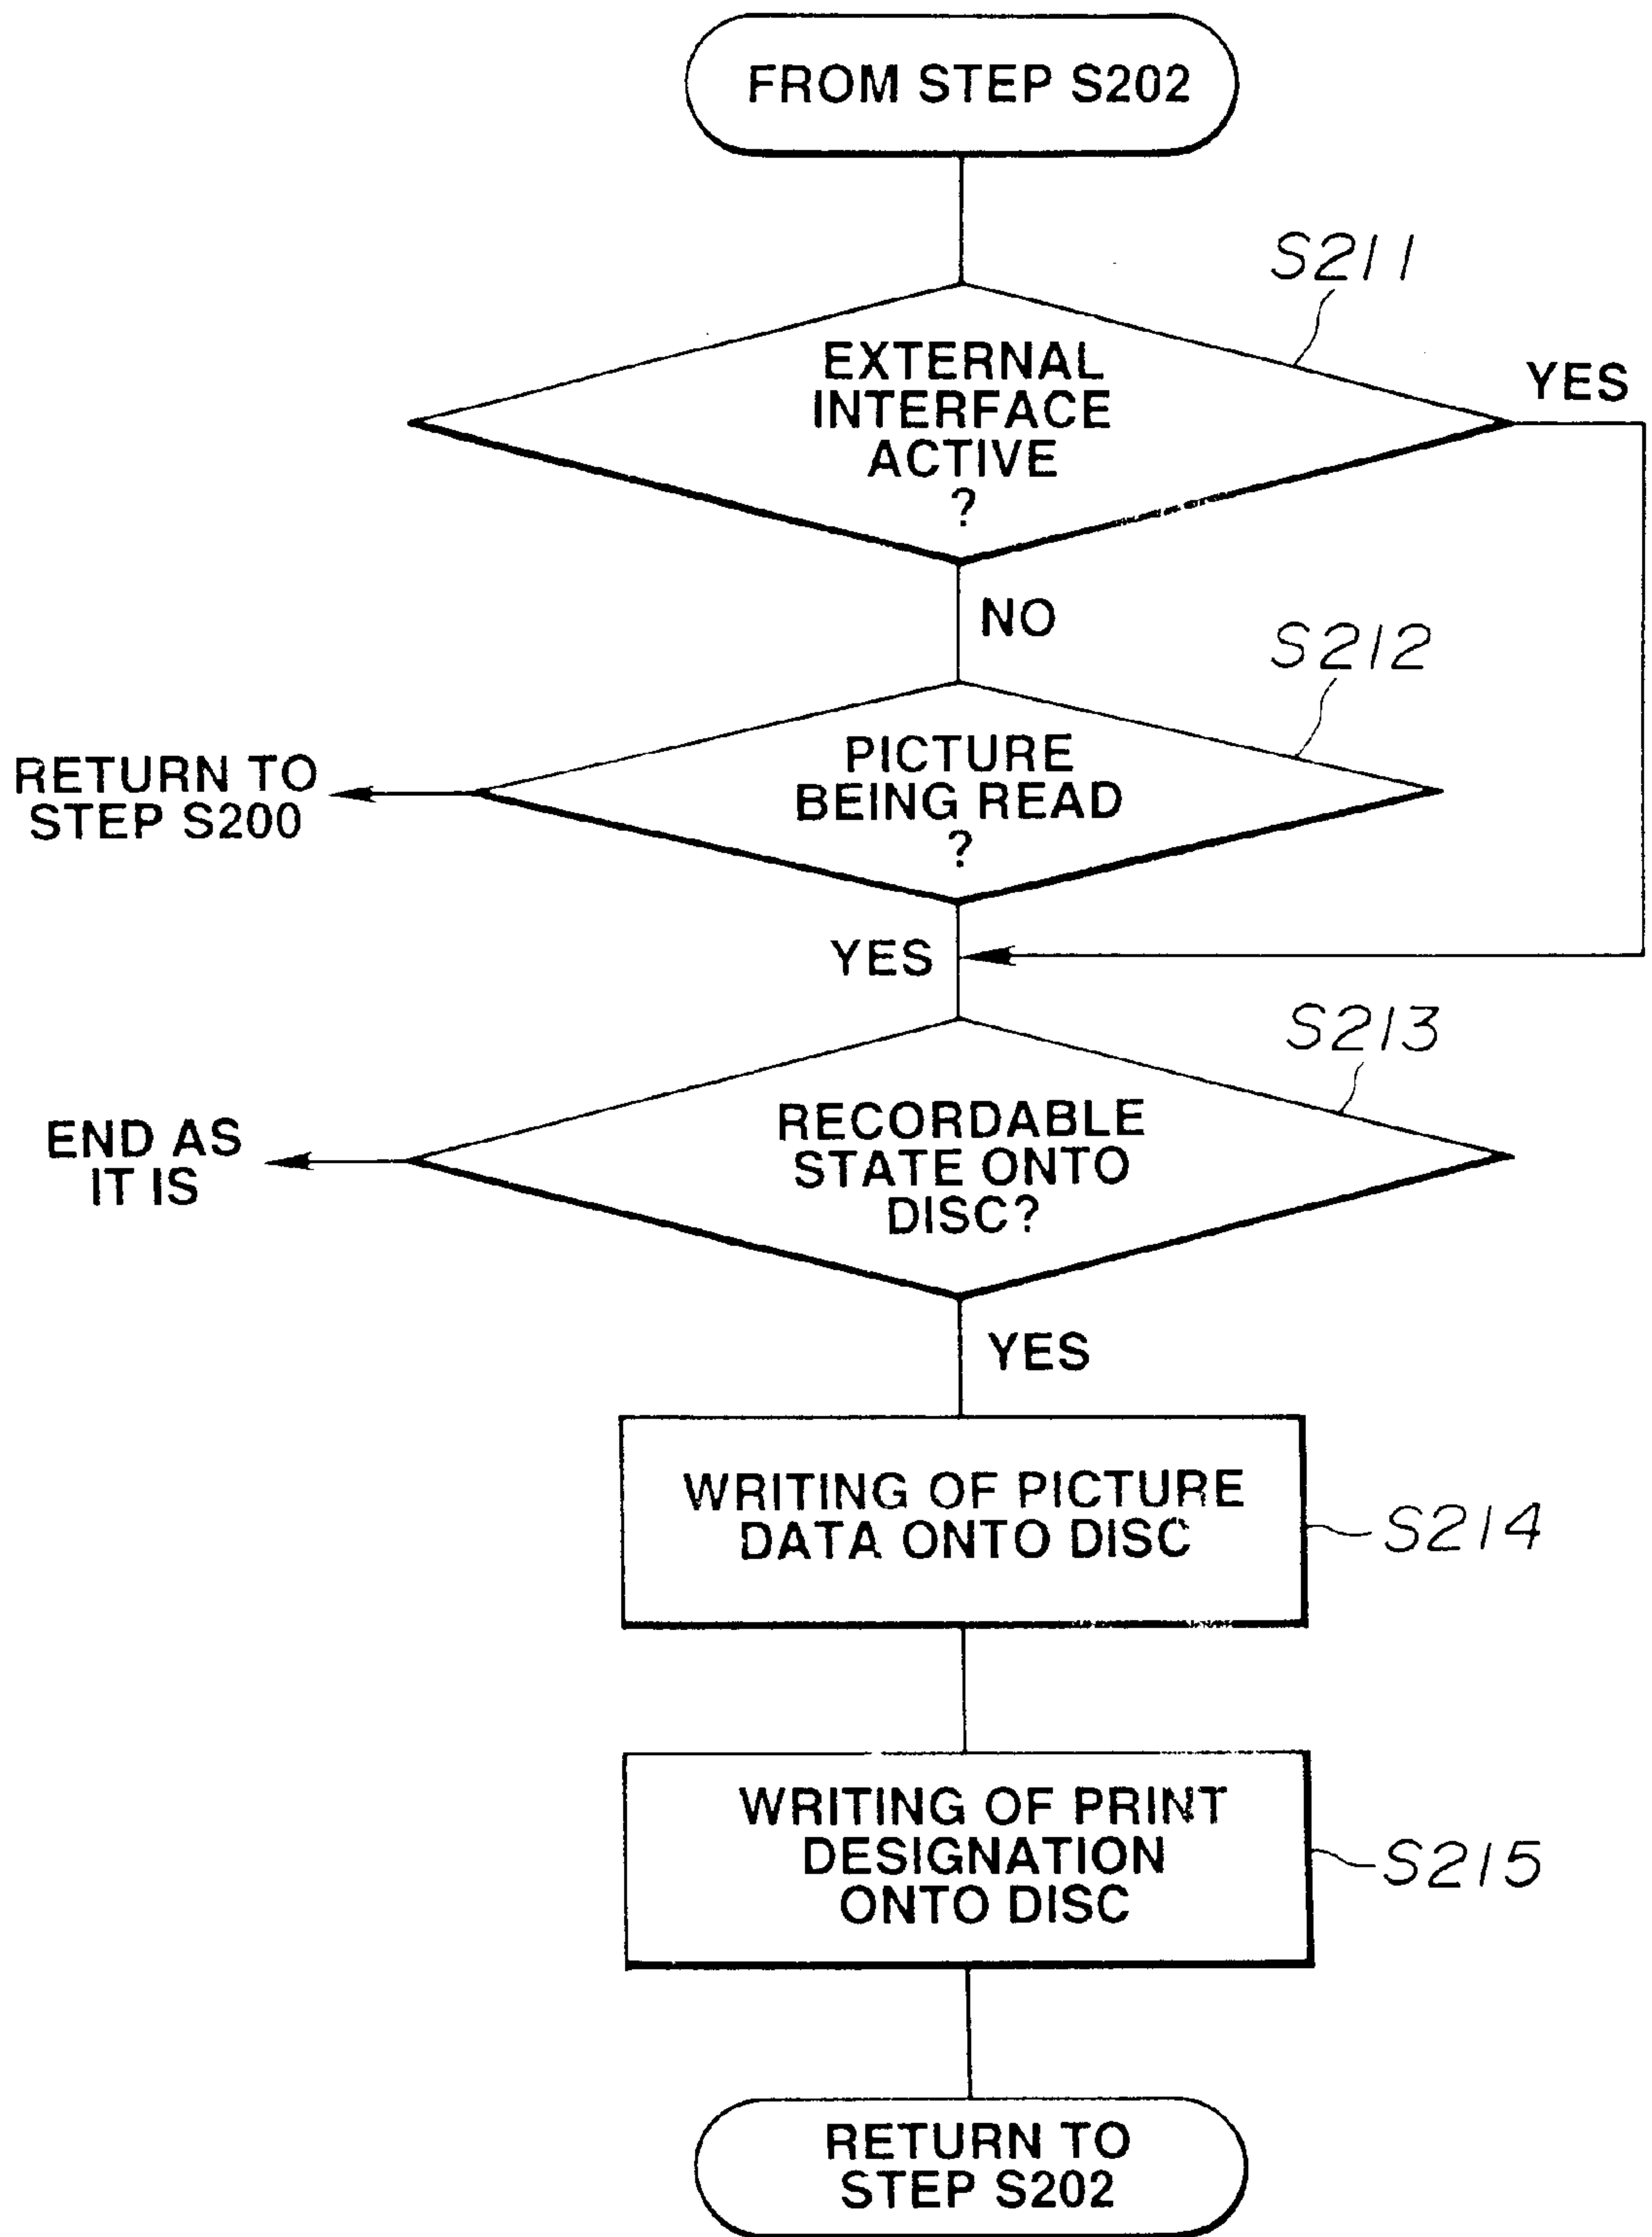 FROM STEP S202
S211
EXTERNAL
INTERFACE
ACTIVE
?
YES
NO
S212
PICTURE
BEING READ
?
RETURN TO
STEP S200
YES
S213
RECORDABLE
STATE ONTO
DISC?
END AS
IT IS
YES
WRITING OF PICTURE
DATA ONTO DISC
S214
WRITING OF PRINT
DESIGNATION
ONTO DISC
S215
RETURN TO
STEP S202